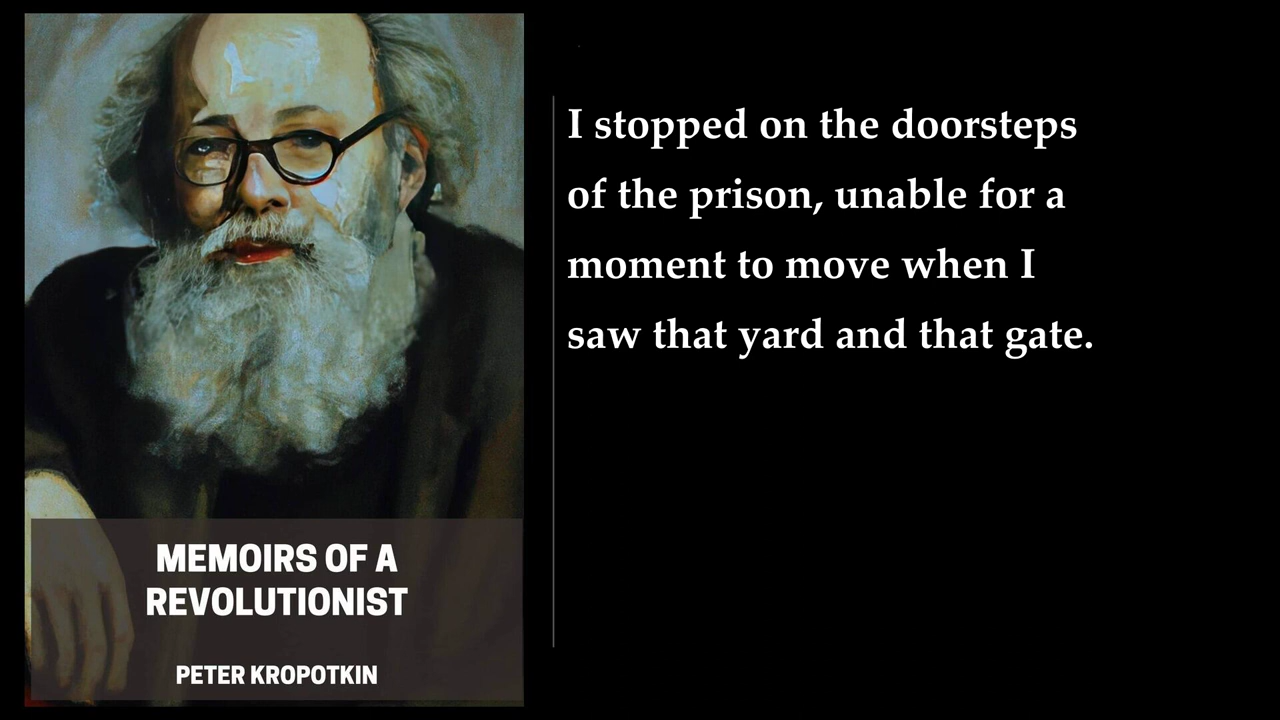 I stopped on the doorsteps
of the prison, unable for a
moment to move when I
saw that yard and that gate.
MEMOIRS OF A
REVOLUTIONIST
PETER KROPOTKIN